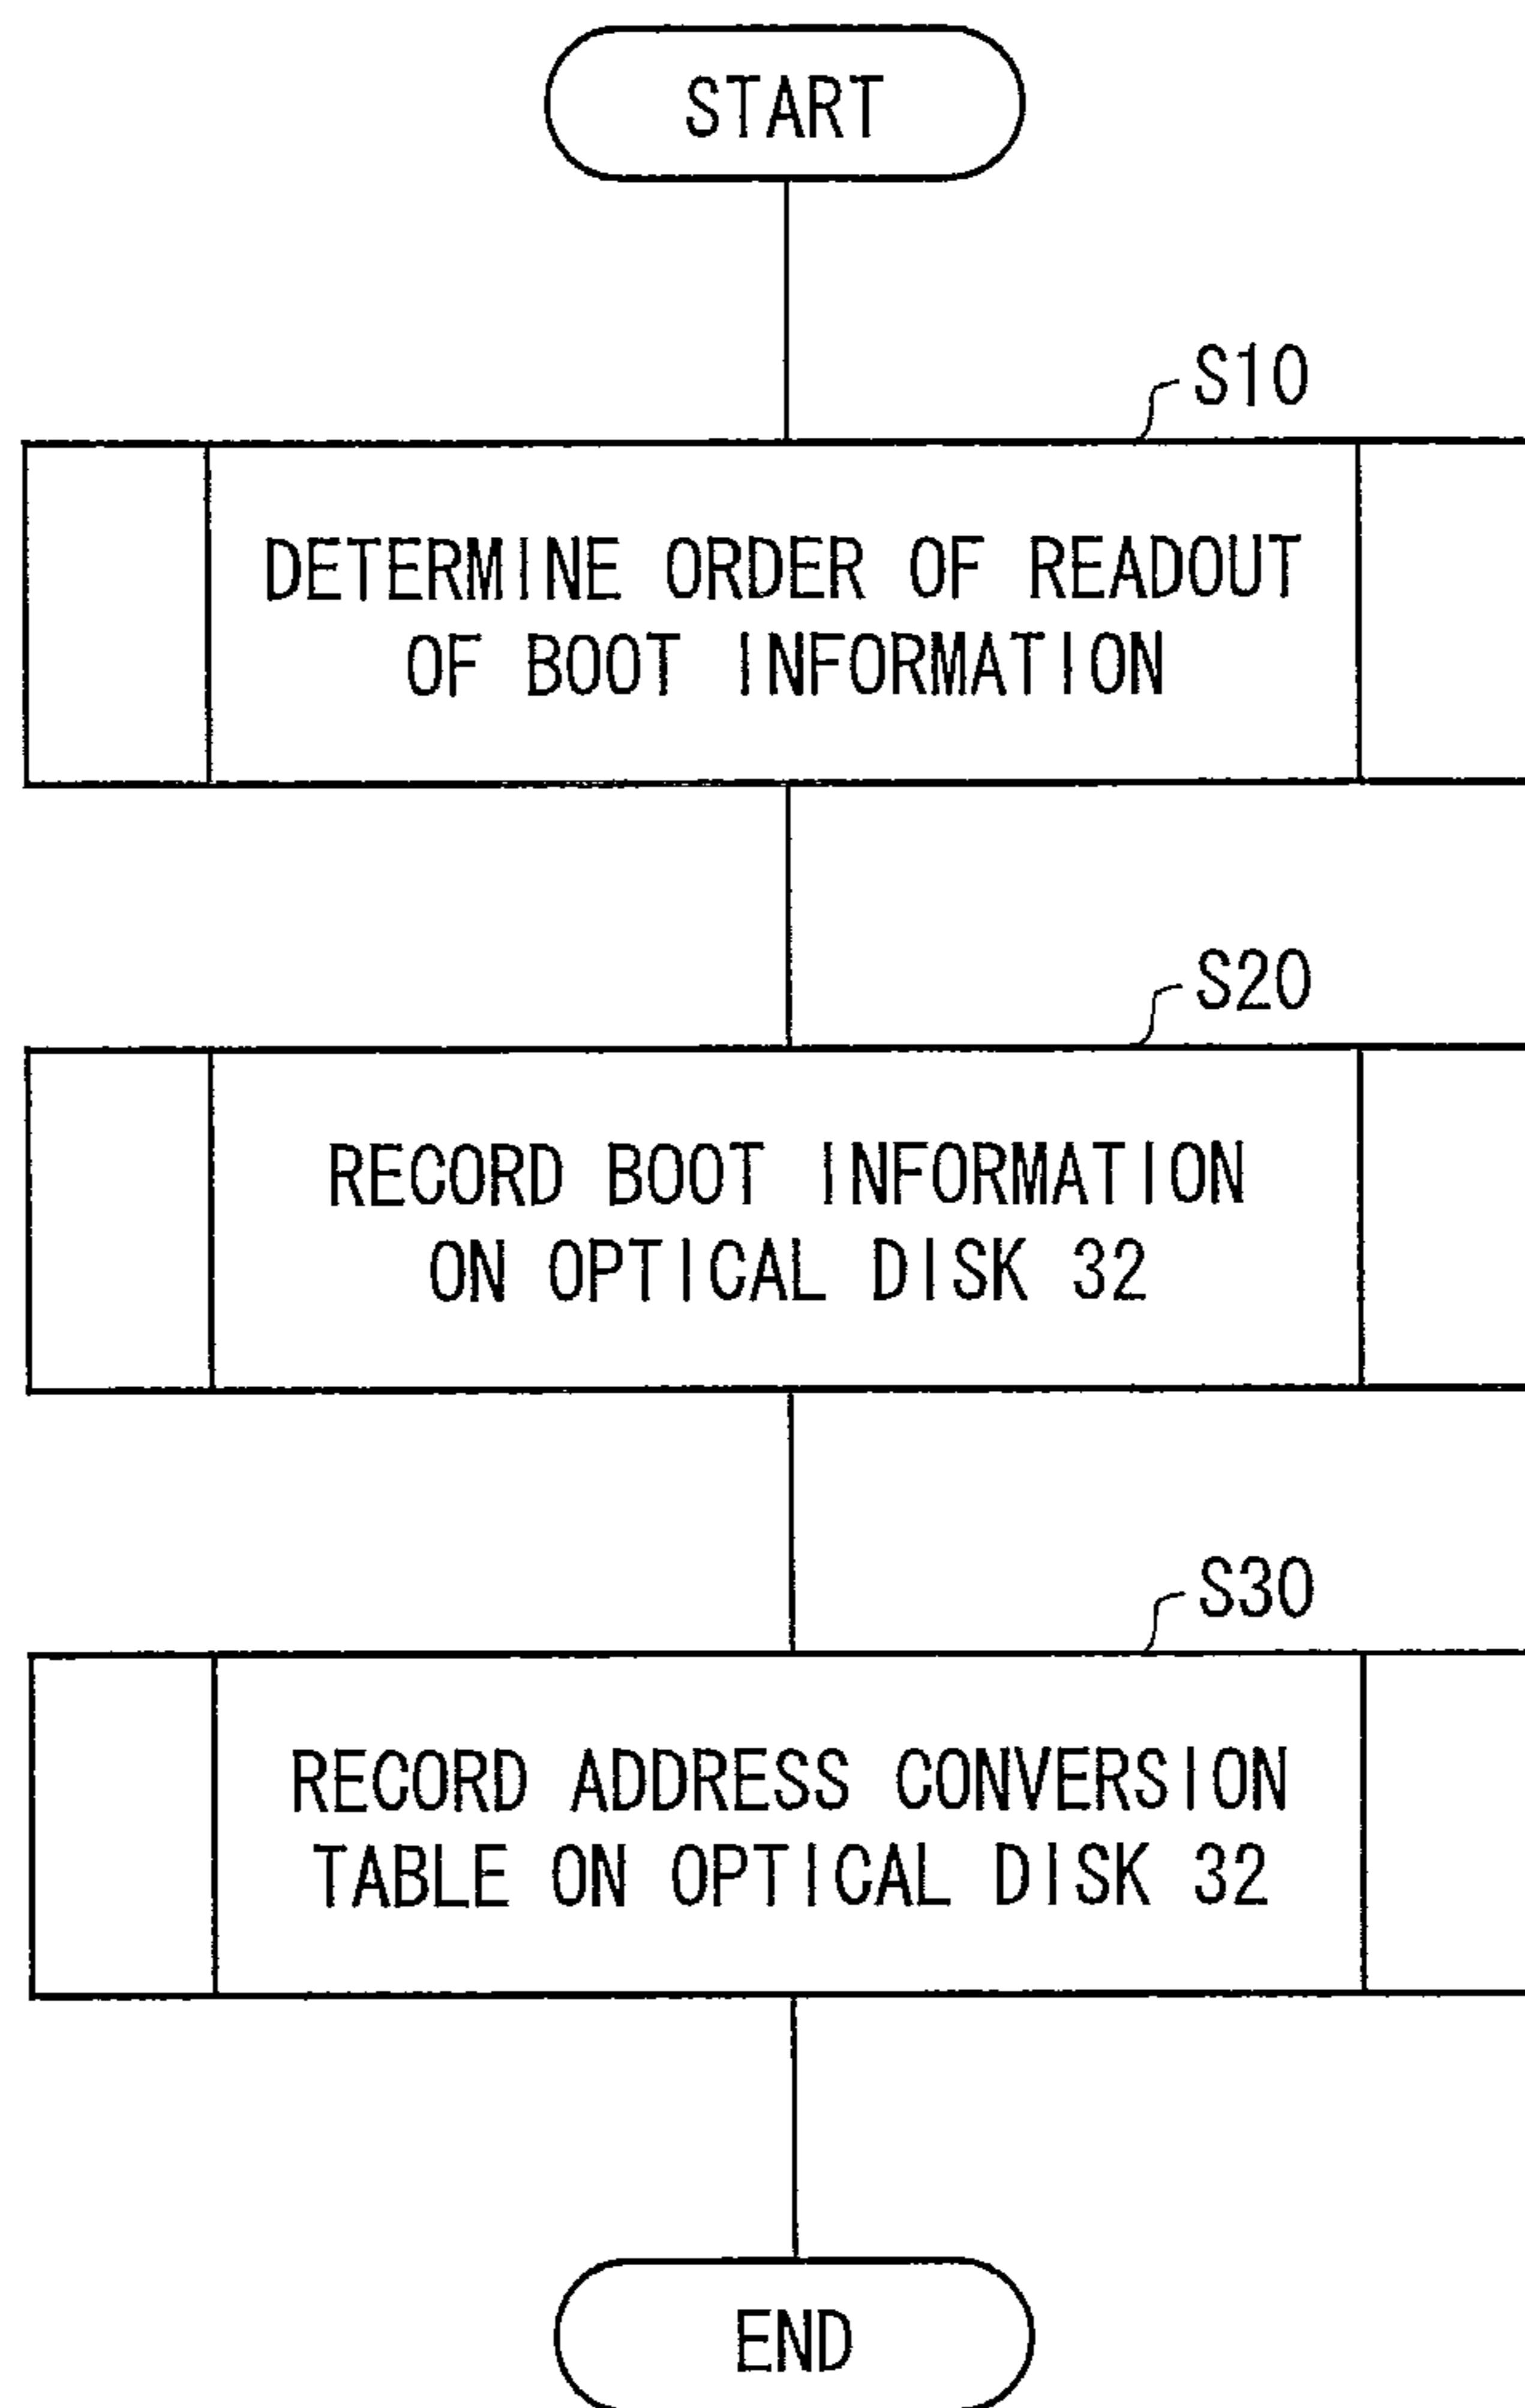 START
S10
DETERMINE ORDER OF READOUT
OF BOOT INFORMATION
S20
RECORD BOOT INFORMATION
ON OPTICAL DISK 32
S30
RECORD ADDRESS CONVERSION
TABLE ON OPTICAL DISK 32
END